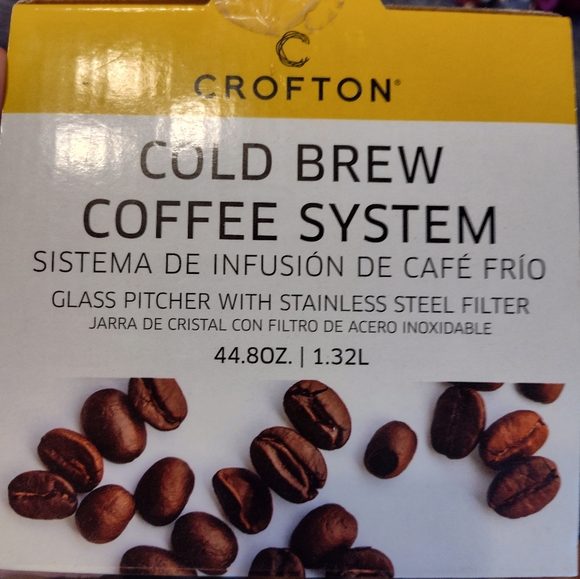 CROFTON®
COLD BREW
COFFEE SYSTEM
SISTEMA DE INFUSIÓN DE CAFÉ FRÍO
GLASS PITCHER WITH STAINLESS STEEL FILTER
JARRA DE CRISTAL CON FILTRO DE ACERO INOXIDABLE
44.8OZ. | 1.32L